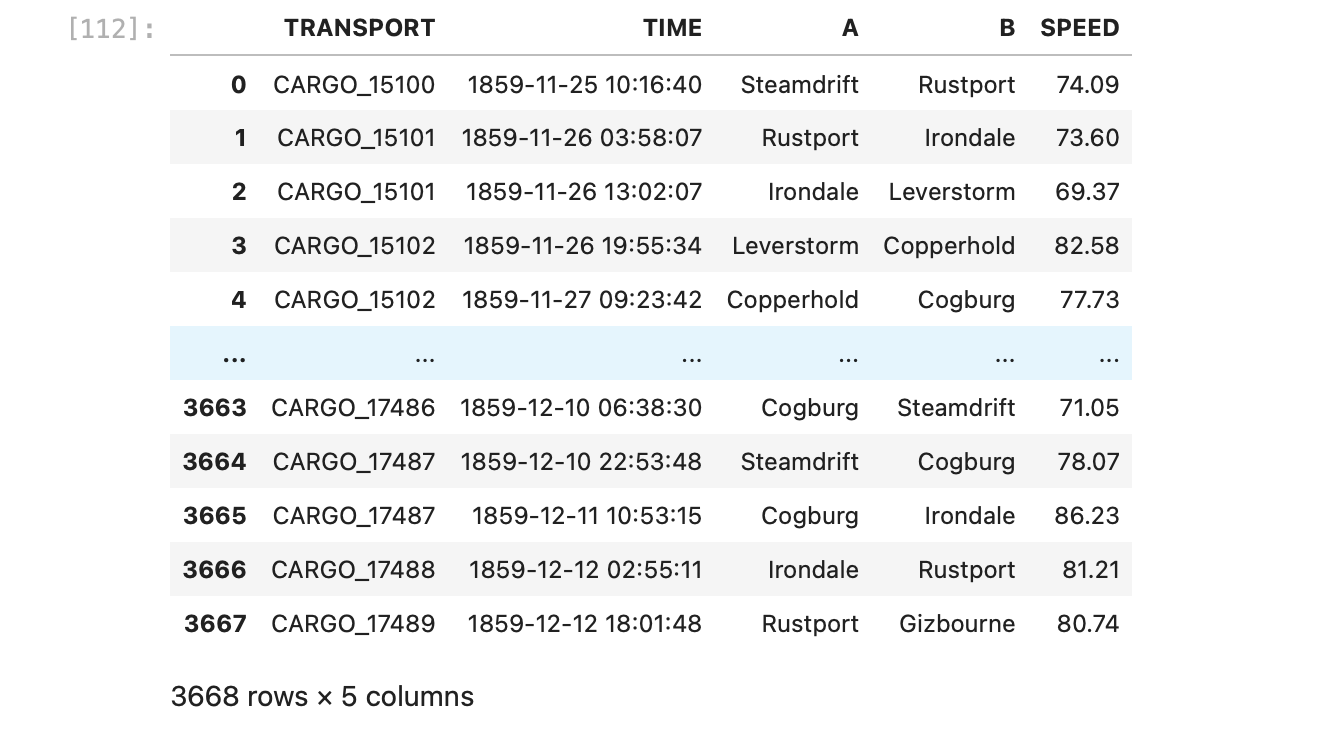 [112]:
TRANSPORT TIME A B SPEED
0 CARGO_15100 1859-11-25 10:16:40 Steamdrift Rustport 74.09
1 CARGO_15101 1859-11-26 03:58:07 Rustport Irondale 73.60
2 CARGO_15101 1859-11-26 13:02:07 Irondale Leverstorm 69.37
3 CARGO_15102 1859-11-26 19:55:34 Leverstorm Copperhold 82.58
4 CARGO_15102 1859-11-27 09:23:42 Copperhold Cogburg 77.73
... ... ... ... ... ...
3663 CARGO_17486 1859-12-10 06:38:30 Cogburg Steamdrift 71.05
3664 CARGO_17487 1859-12-10 22:53:48 Steamdrift Cogburg 78.07
3665 CARGO_17487 1859-12-11 10:53:15 Cogburg Irondale 86.23
3666 CARGO_17488 1859-12-12 02:55:11 Irondale Rustport 81.21
3667 CARGO_17489 1859-12-12 18:01:48 Rustport Gizbourne 80.74
3668 rows × 5 columns